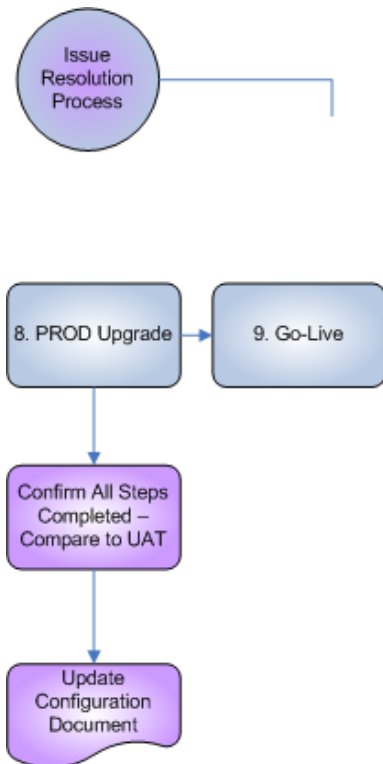 Issue
Resolution
Process
8. PROD Upgrade
9. Go-Live
Confirm All Steps
Completed –
Compare to UAT
Update
Configuration
Document